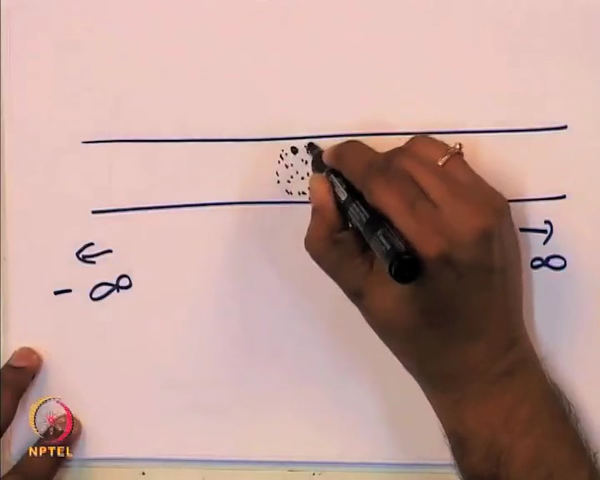 - ∞
→
∞
←
NPTEL